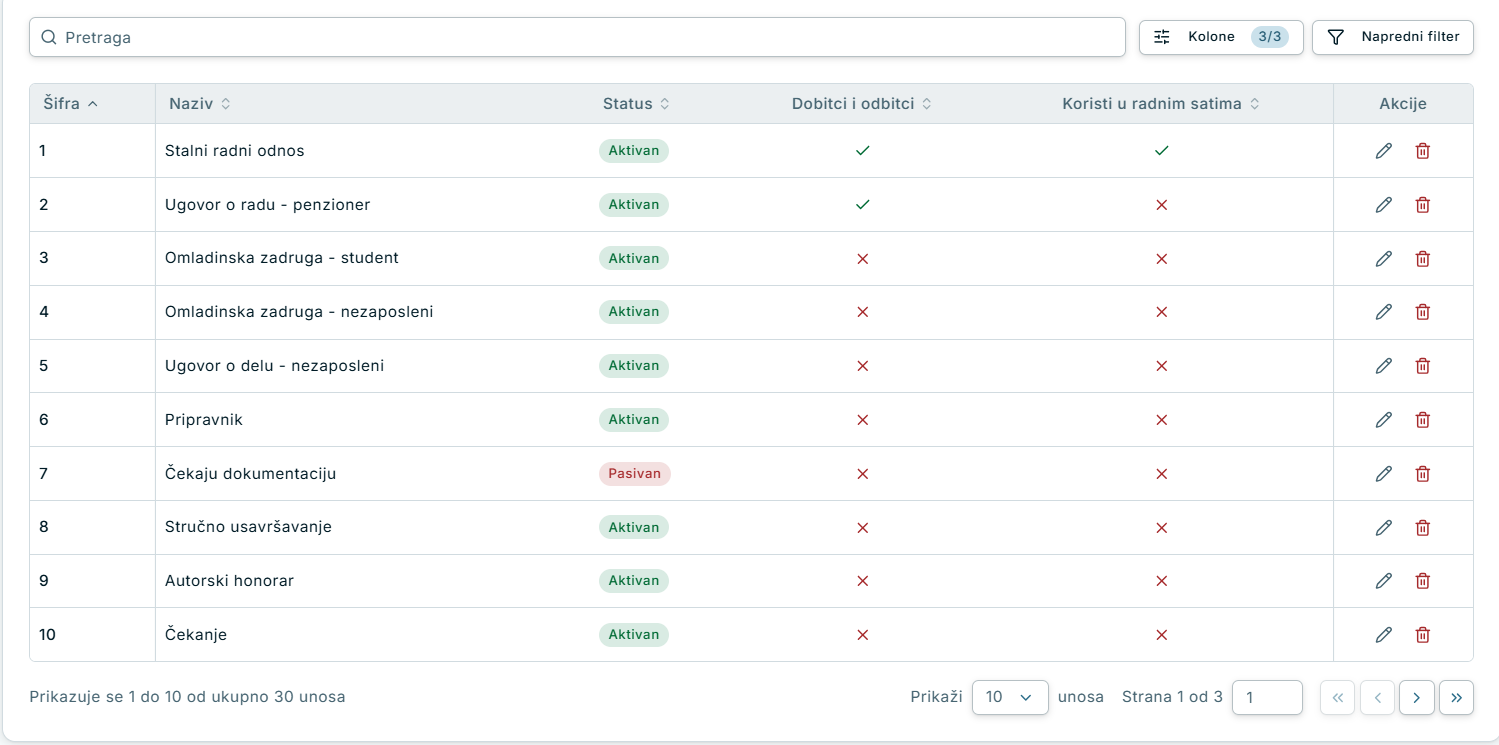 Pretraga
Kolone 3/3
Napredni filter
Šifra Naziv Status Dobitci i odbitci Koristi u radnim satima Akcije
1 Stalni radni odnos Aktivan
2 Ugovor o radu - penzioner Aktivan
3 Omladinska zadruga - student Aktivan
4 Omladinska zadruga - nezaposleni Aktivan
5 Ugovor o delu - nezaposleni Aktivan
6 Pripravnik Aktivan
7 Čekaju dokumentaciju Pasivan
8 Stručno usavršavanje Aktivan
9 Autorski honorar Aktivan
10 Čekanje Aktivan
Prikazuje se 1 do 10 od ukupno 30 unosa
Prikaži 10 unosa Strana 1 od 3 1